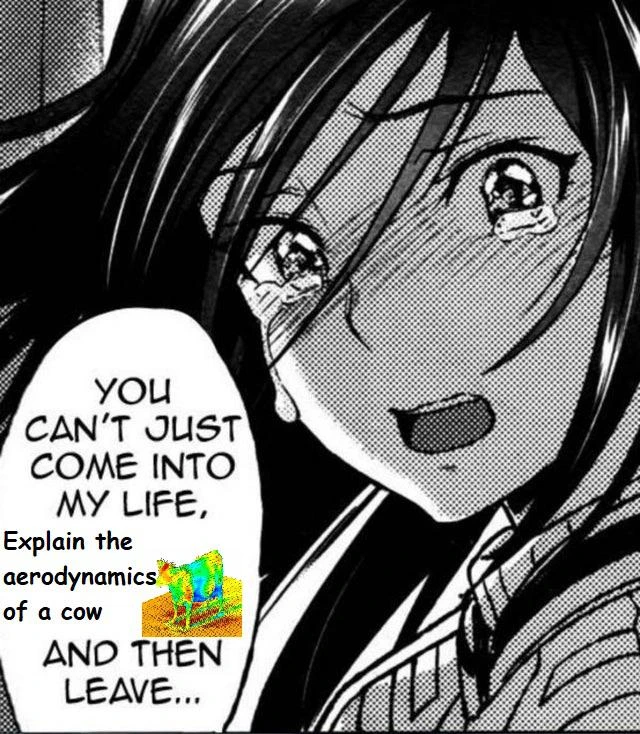 YOU
CAN'T JUST
COME INTO
MY LIFE,
Explain the
aerodynamics
of a cow
AND THEN
LEAVE...